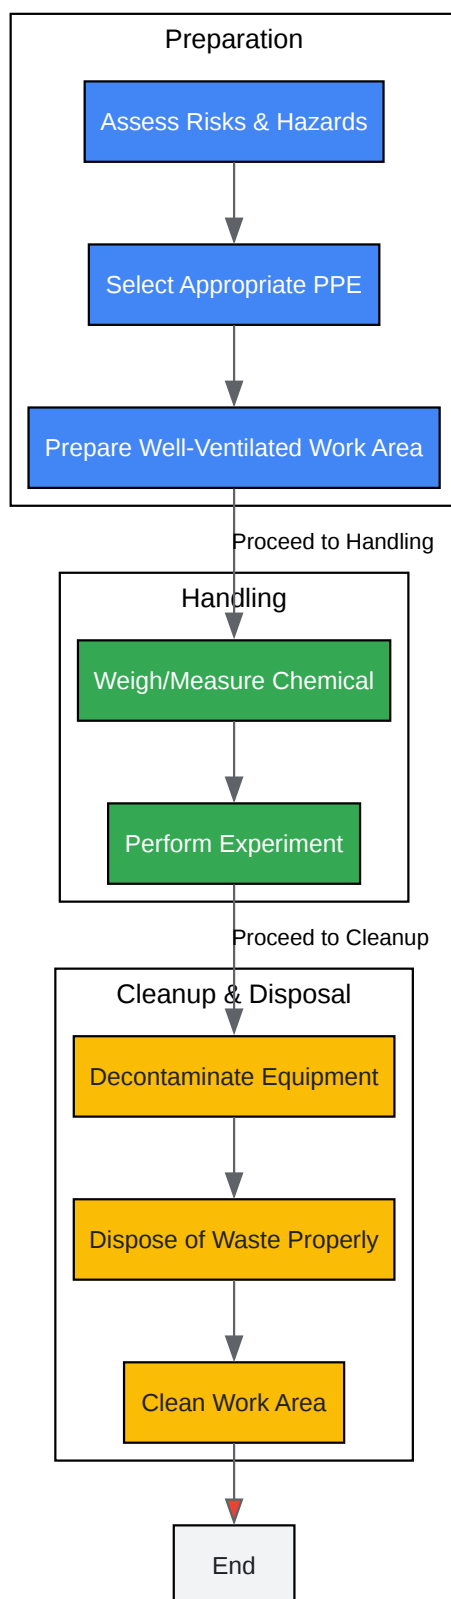 Preparation
Assess Risks & Hazards
Select Appropriate PPE
Prepare Well-Ventilated Work Area
Proceed to Handling
Handling
Weigh/Measure Chemical
Perform Experiment
Proceed to Cleanup
Cleanup & Disposal
Decontaminate Equipment
Dispose of Waste Properly
Clean Work Area
End